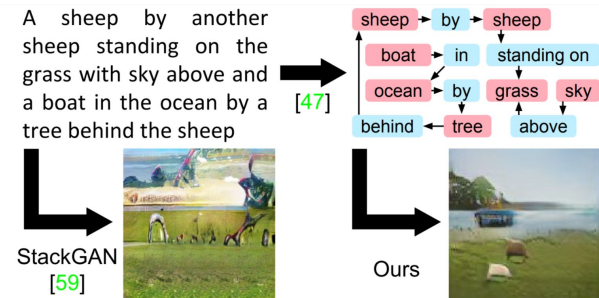 A sheep by another
sheep standing on the
grass with sky above and
a boat in the ocean by a
tree behind the sheep
[47]
sheep by sheep
boat in standing on
ocean by grass sky
behind tree above
StackGAN
[59]
Ours